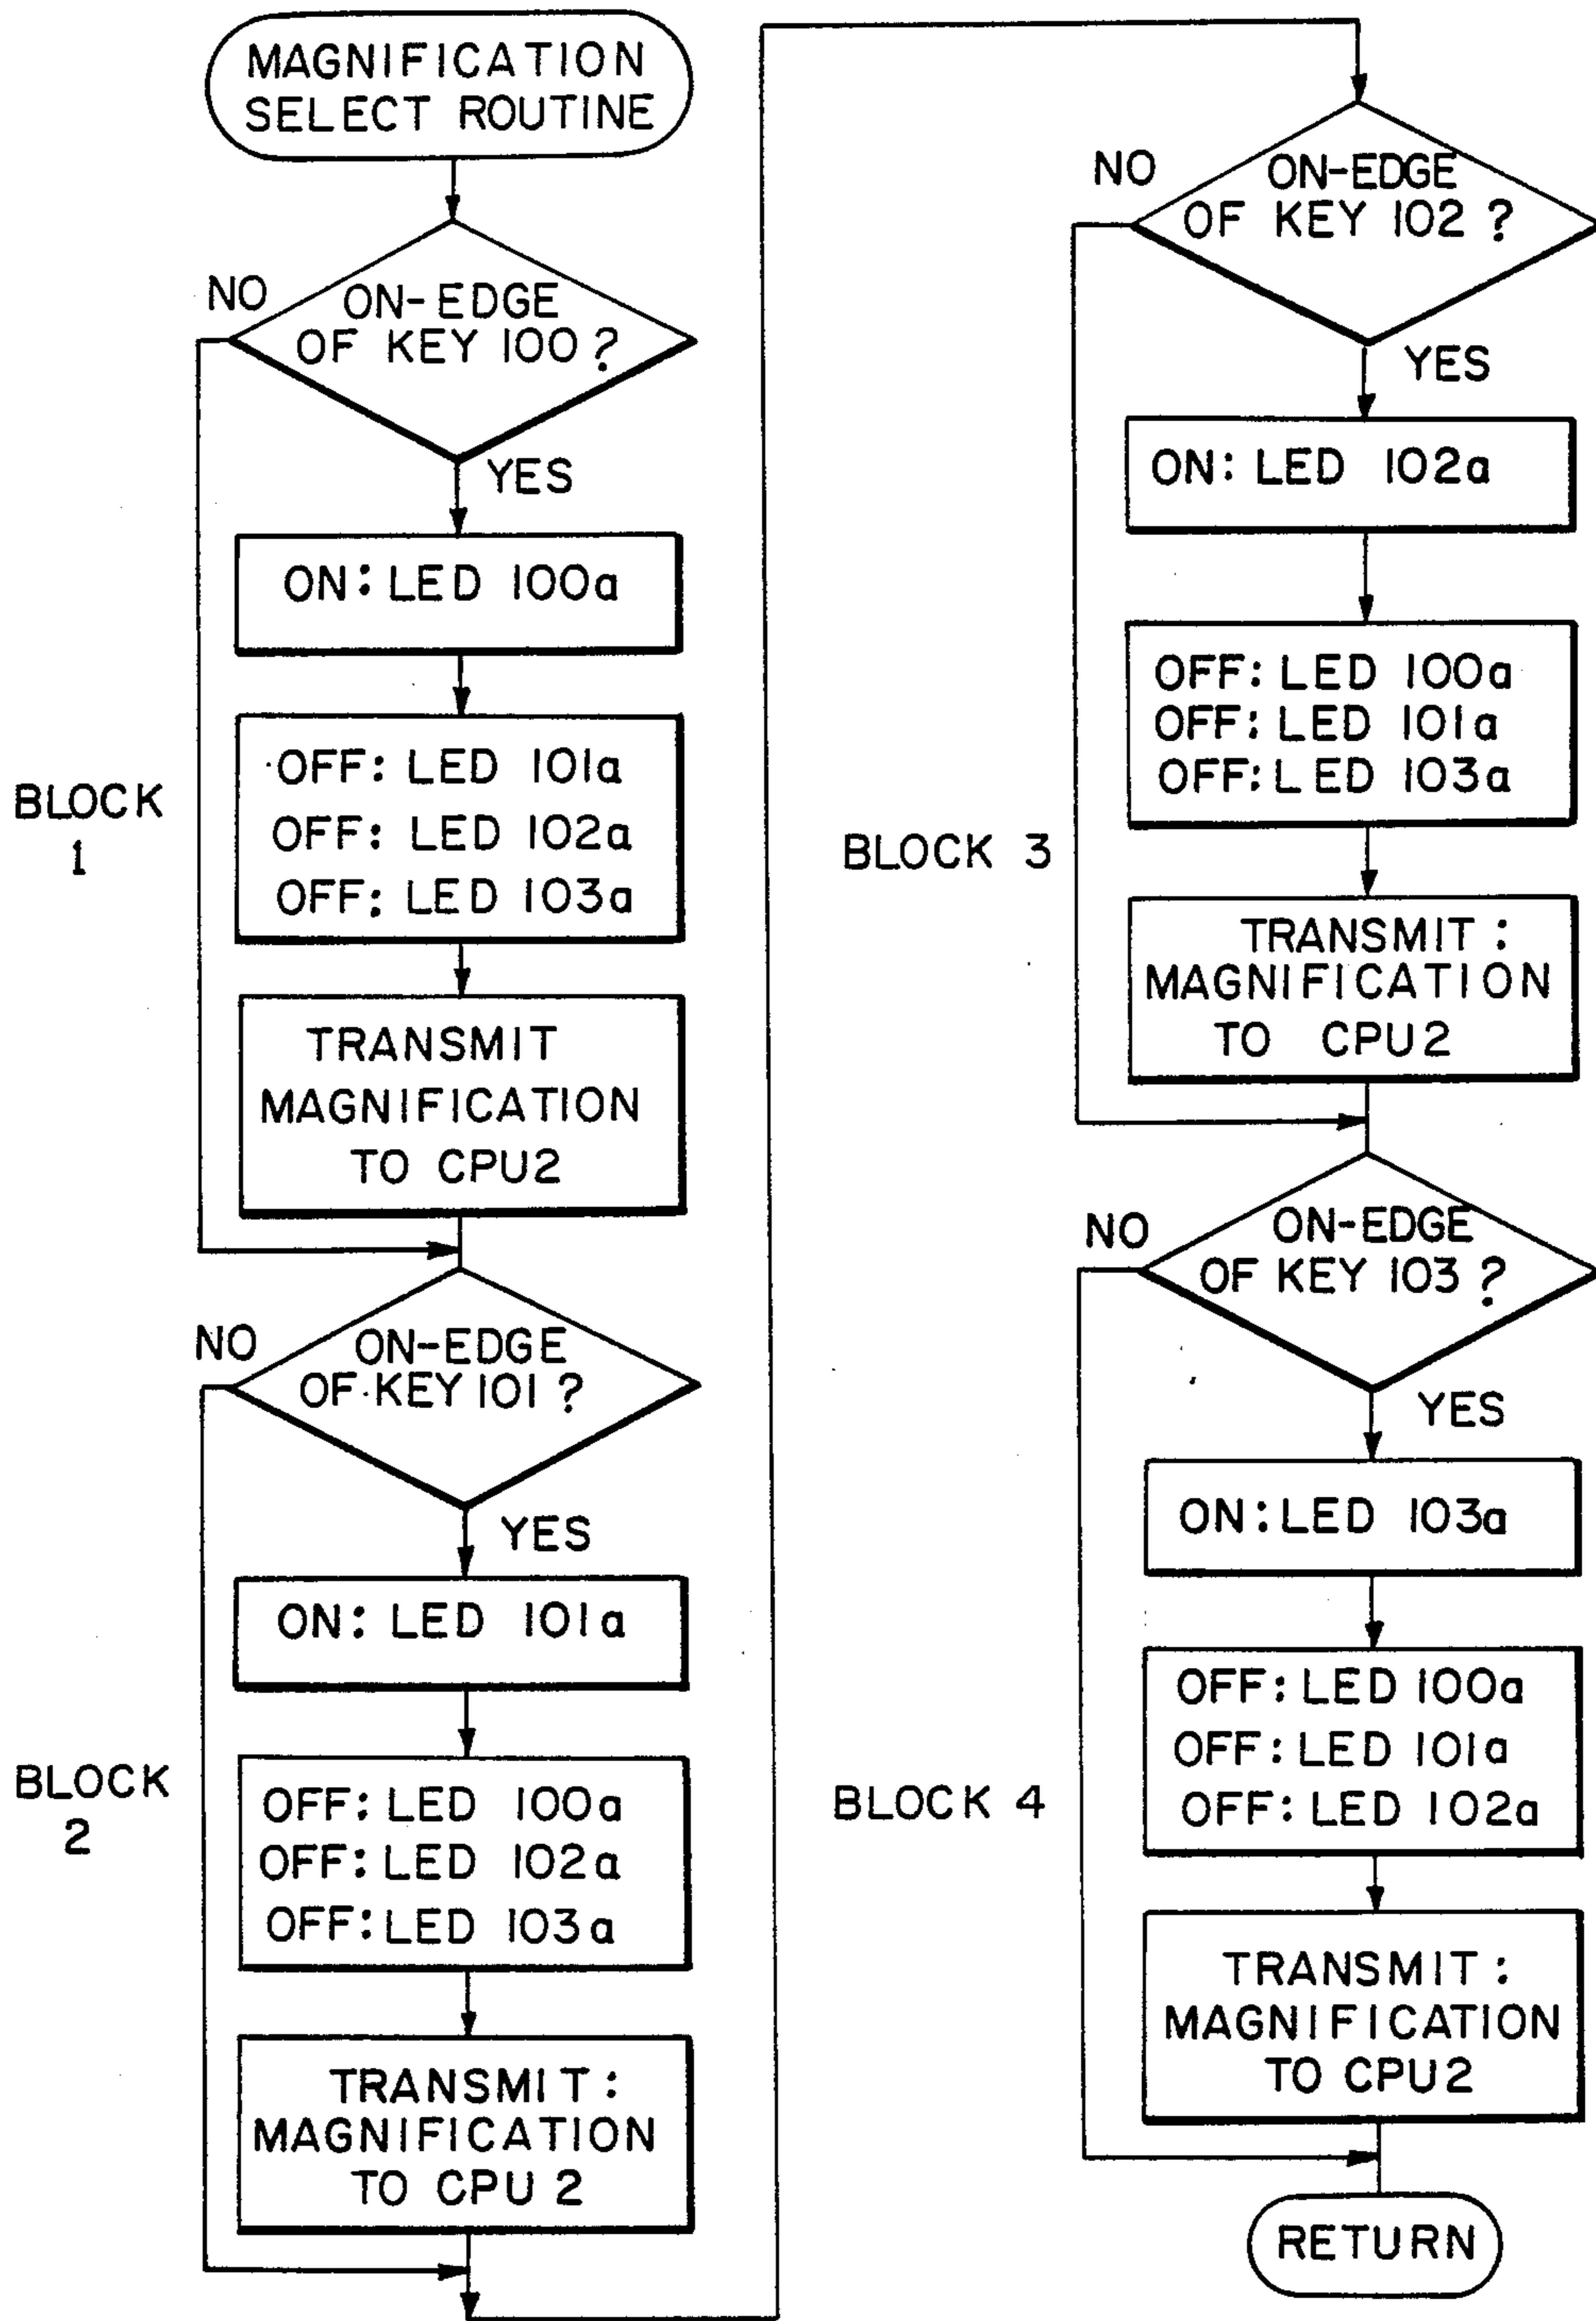 MAGNIFICATION
SELECT ROUTINE
NO
ON-EDGE
OF KEY 100 ?
YES
ON: LED 100a
BLOCK
1
OFF: LED 101a
OFF: LED 102a
OFF: LED 103a
TRANSMIT
MAGNIFICATION
TO CPU2
NO
ON-EDGE
OF KEY 101 ?
YES
ON: LED 101a
BLOCK
2
OFF: LED 100a
OFF: LED 102a
OFF: LED 103a
TRANSMIT:
MAGNIFICATION
TO CPU 2
NO
ON-EDGE
OF KEY 102 ?
YES
ON: LED 102a
OFF: LED 100a
OFF: LED 101a
OFF: LED 103a
BLOCK 3
TRANSMIT :
MAGNIFICATION
TO CPU2
NO
ON-EDGE
OF KEY 103 ?
YES
ON: LED 103a
OFF: LED 100a
OFF: LED 101a
OFF: LED 102a
BLOCK 4
TRANSMIT :
MAGNIFICATION
TO CPU2
RETURN